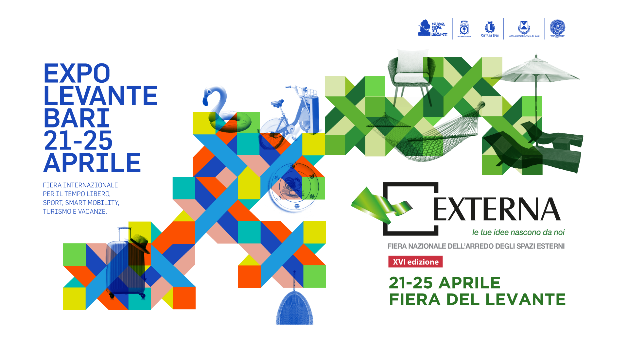 EXPO
LEVANTE
BARI
21-25
APRILE
FIERA INTERNAZIONALE
PER IL TEMPO LIBERO,
SPORT, SMART MOBILITY,
TURISMO E VACANZE.
EXTERNA
le tue idee nascono da noi
FIERA NAZIONALE DELL'ARREDO DEGLI SPAZI ESTERNI
XVI edizione
21-25 APRILE
FIERA DEL LEVANTE